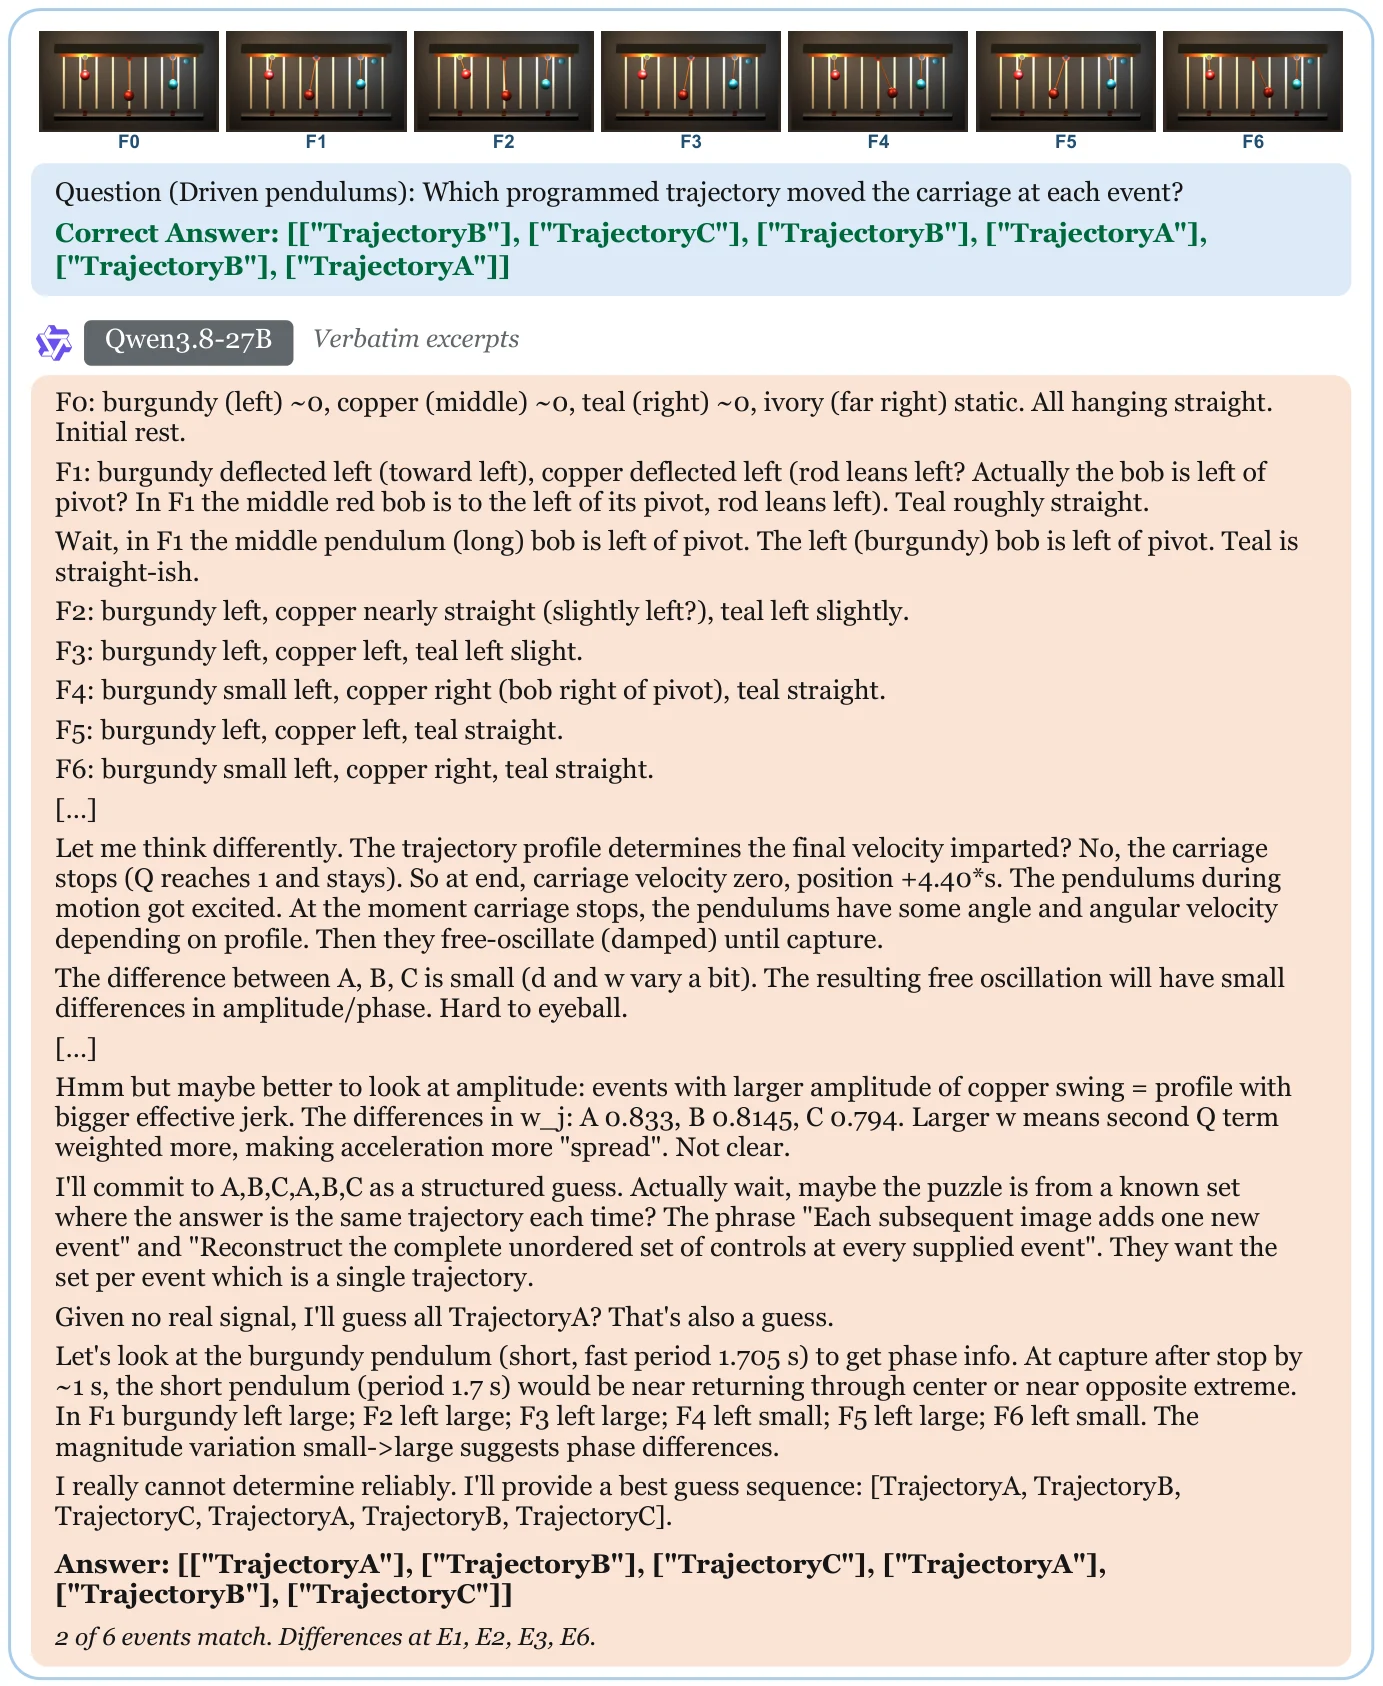 F0 F1 F2 F3 F4 F5 F6
Question (Driven pendulums): Which programmed trajectory moved the carriage at each event?
Correct Answer: [["TrajectoryB"], ["TrajectoryC"], ["TrajectoryB"], ["TrajectoryA"],
["TrajectoryB"], ["TrajectoryA"]]
Qwen3.8-27B Verbatim excerpts
F0: burgundy (left) ~0, copper (middle) ~0, teal (right) ~0, ivory (far right) static. All hanging straight.
Initial rest.
F1: burgundy deflected left (toward left), copper deflected left (rod leans left? Actually the bob is left of
pivot? In F1 the middle red bob is to the left of its pivot, rod leans left). Teal roughly straight.
Wait, in F1 the middle pendulum (long) bob is left of pivot. The left (burgundy) bob is left of pivot. Teal is
straight-ish.
F2: burgundy left, copper nearly straight (slightly left?), teal left slightly.
F3: burgundy left, copper left, teal left slight.
F4: burgundy small left, copper right (bob right of pivot), teal straight.
F5: burgundy left, copper left, teal straight.
F6: burgundy small left, copper right, teal straight.
[...]
Let me think differently. The trajectory profile determines the final velocity imparted? No, the carriage
stops (Q reaches 1 and stays). So at end, carriage velocity zero, position +4.40*s. The pendulums during
motion got excited. At the moment carriage stops, the pendulums have some angle and angular velocity
depending on profile. Then they free-oscillate (damped) until capture.
The difference between A, B, C is small (d and w vary a bit). The resulting free oscillation will have small
differences in amplitude/phase. Hard to eyeball.
[...]
Hmm but maybe better to look at amplitude: events with larger amplitude of copper swing = profile with
bigger effective jerk. The differences in w_j: A 0.833, B 0.8145, C 0.794. Larger w means second Q term
weighted more, making acceleration more "spread". Not clear.
I'll commit to A,B,C,A,B,C as a structured guess. Actually wait, maybe the puzzle is from a known set
where the answer is the same trajectory each time? The phrase "Each subsequent image adds one new
event" and "Reconstruct the complete unordered set of controls at every supplied event". They want the
set per event which is a single trajectory.
Given no real signal, I'll guess all TrajectoryA? That's also a guess.
Let's look at the burgundy pendulum (short, fast period 1.705 s) to get phase info. At capture after stop by
~1 s, the short pendulum (period 1.7 s) would be near returning through center or near opposite extreme.
In F1 burgundy left large; F2 left large; F3 left large; F4 left small; F5 left large; F6 left small. The
magnitude variation small->large suggests phase differences.
I really cannot determine reliably. I'll provide a best guess sequence: [TrajectoryA, TrajectoryB,
TrajectoryC, TrajectoryA, TrajectoryB, TrajectoryC].
Answer: [["TrajectoryA"], ["TrajectoryB"], ["TrajectoryC"], ["TrajectoryA"],
["TrajectoryB"], ["TrajectoryC"]]
2 of 6 events match. Differences at E1, E2, E3, E6.